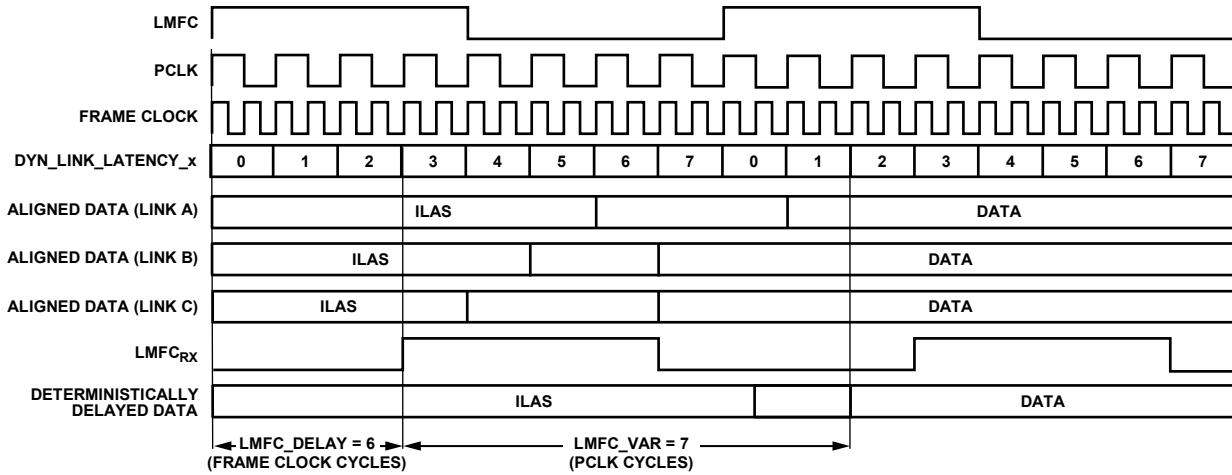 LMFC
PCLK
FRAME CLOCK
DYN_LINK_LATENCY_x 0 1 2 3 4 5 6 7 0 1 2 3 4 5 6 7
ALIGNED DATA (LINK A) ILAS DATA
ALIGNED DATA (LINK B) ILAS DATA
ALIGNED DATA (LINK C) ILAS DATA
LMFCRX
DETERMINISTICALLY
DELAYED DATA ILAS DATA
LMFC_DELAY = 6
(FRAME CLOCK CYCLES)
LMFC_VAR = 7
(PCLK CYCLES)